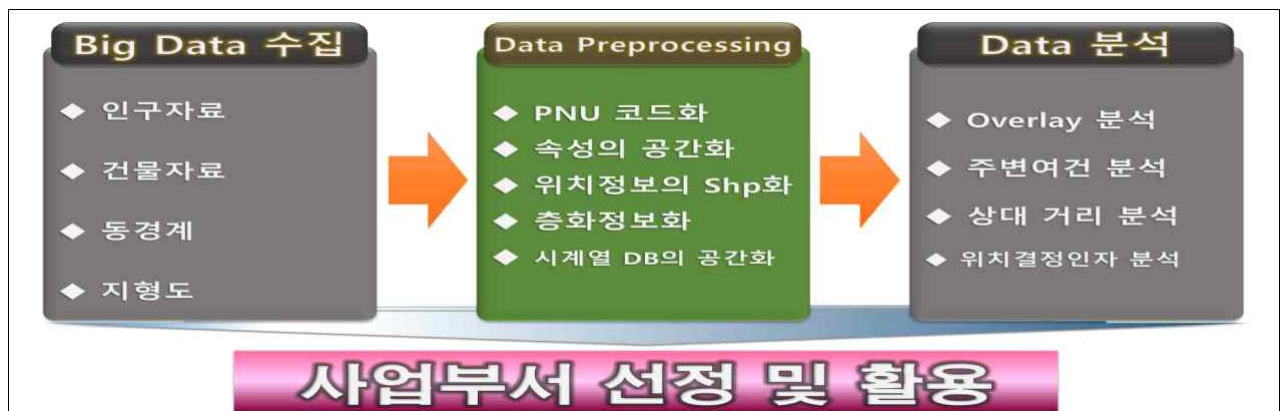 Big Data 수집
◆ 인구자료
◆ 건물자료
◆ 동경계
◆ 지형도
Data Preprocessing
◆ PNU 코드화
◆ 속성의 공간화
◆ 위치정보의 Shp화
◆ 층화정보화
◆ 시계열 DB의 공간화
Data 분석
◆ Overlay 분석
◆ 주변여건 분석
◆ 상대 거리 분석
◆ 위치결정인자 분석
사업부서 선정 및 활용